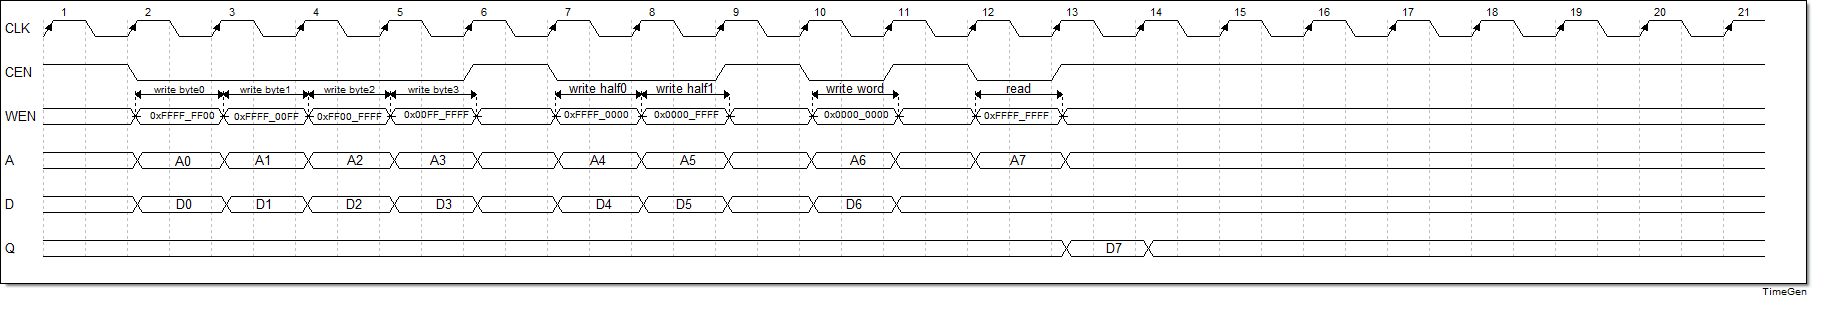 1 2 3 4 5 6 7 8 9 10 11 12 13 14 15 16 17 18 19 20 21
CLK
CEN
write byte0 write byte1 write byte2 write byte3 write half0 write half1 write word read
WEN 0xFFFF_FF00 0xFFFF_00FF 0xFF00_FFFF 0x00FF_FFFF 0xFFFF_0000 0x0000_FFFF 0x0000_0000 0xFFFF_FFFF
A A0 A1 A2 A3 A4 A5 A6 A7
D D0 D1 D2 D3 D4 D5 D6
Q D7
TimeGen